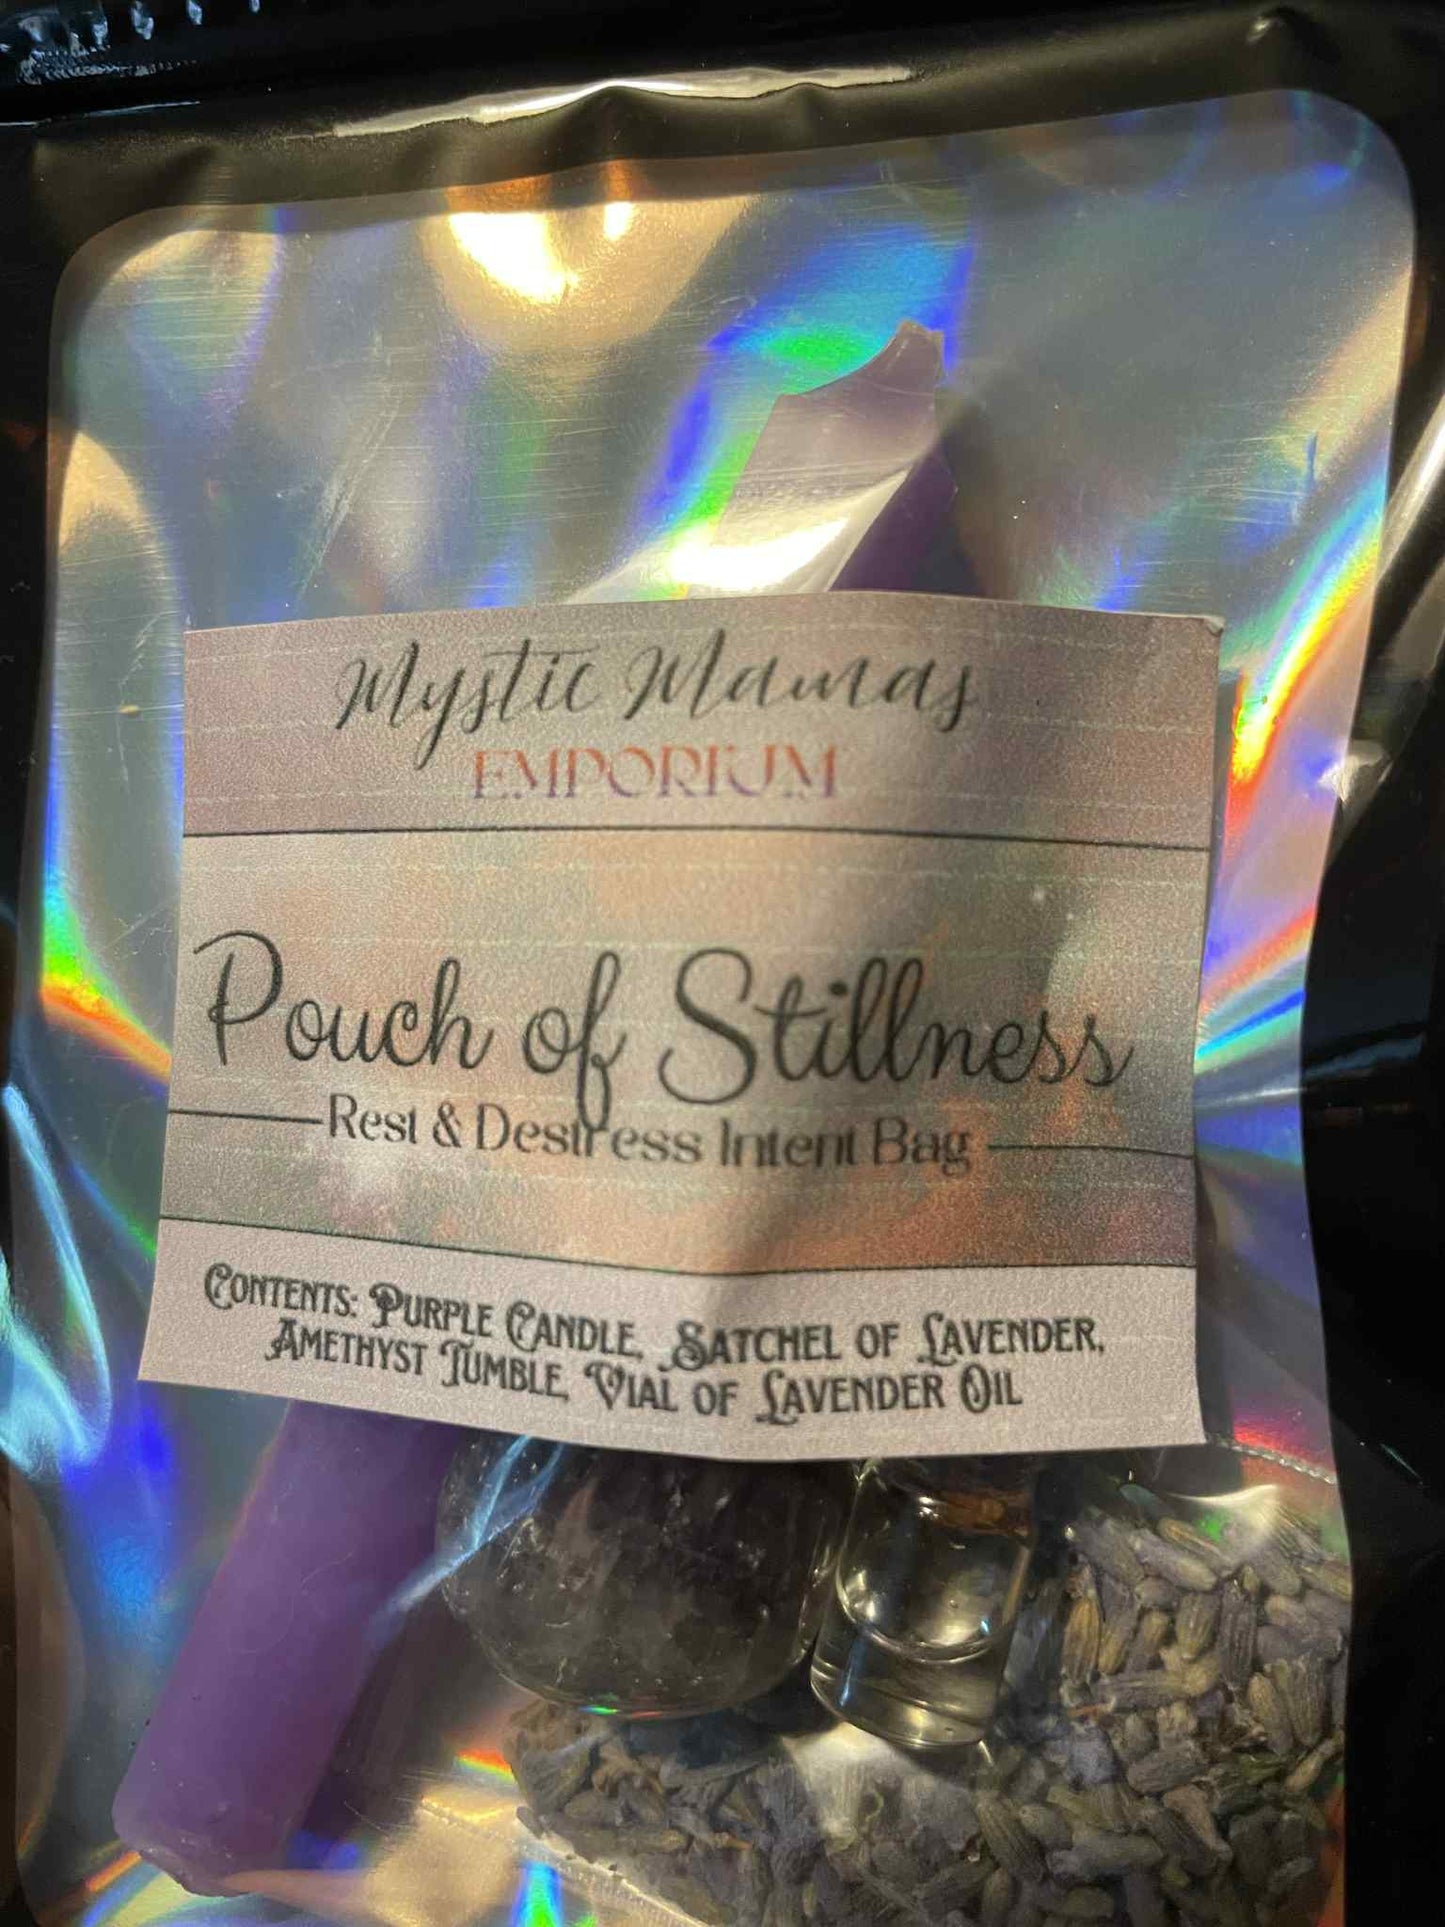 Mystic Mamas
EMPORIUM
Pouch of Stillness
Rest & Destress Intent Bag
Contents: Purple Candle, Satchel of Lavender,
Amethyst Tumble, Vial of Lavender Oil